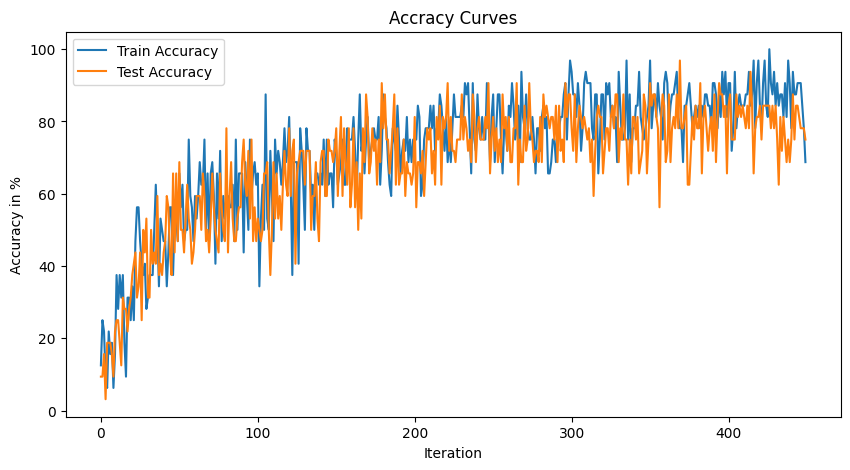 Accracy Curves
Train Accuracy
Test Accuracy
Accuracy in %
100
80
60
40
20
0
0 100 200 300 400
Iteration